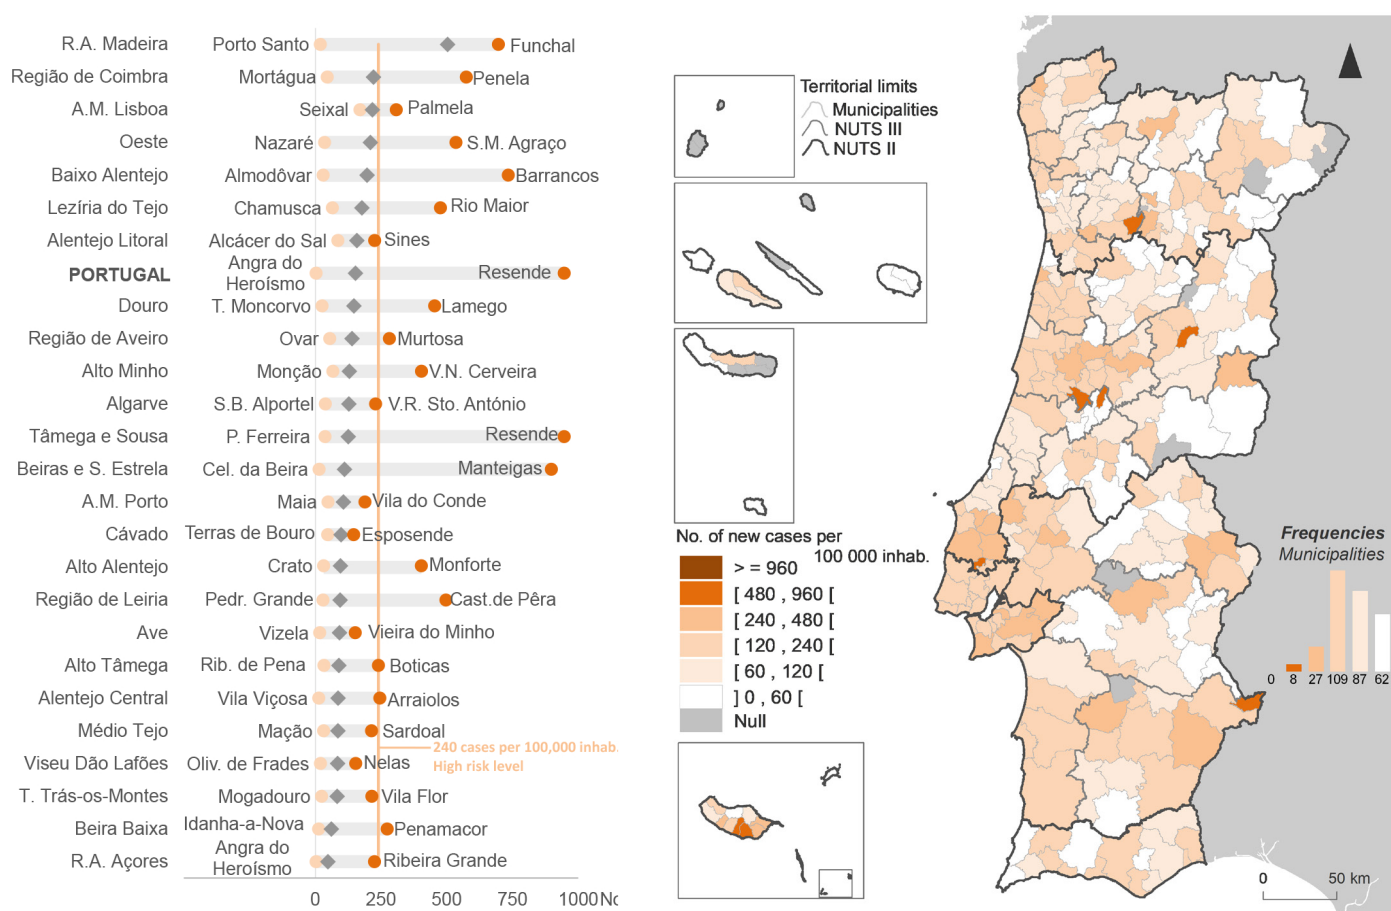 R.A. Madeira Porto Santo Funchal
Região de Coimbra Mortágua Penela
A.M. Lisboa Seixal Palmela
Oeste Nazaré S.M. Agraço
Baixo Alentejo Almodôvar Barrancos
Lezíria do Tejo Chamusca Rio Maior
Alentejo Litoral Alcácer do Sal Sines
PORTUGAL Angra do Heroísmo Resende
Douro T. Moncorvo Lamego
Região de Aveiro Ovar Murtosa
Alto Minho Monção V.N. Cerveira
Algarve S.B. Alportel V.R. Sto. António
Tâmega e Sousa P. Ferreira Resende
Beiras e S. Estrela Cel. da Beira Manteigas
A.M. Porto Maia Vila do Conde
Cávado Terras de Bouro Esposende
Alto Alentejo Crato Monforte
Região de Leiria Pedr. Grande Cast.de Pêra
Ave Vizela Vieira do Minho
Alto Tâmega Rib. de Pena Boticas
Alentejo Central Vila Viçosa Arraiolos
Médio Tejo Mação Sardoal
240 cases per 100,000 inhab.
High risk level
Viseu Dão Lafões Oliv. de Frades Nelas
T. Trás-os-Montes Mogadouro Vila Flor
Beira Baixa Idanha-a-Nova Penamacor
R.A. Açores Angra do Heroísmo Ribeira Grande
0 250 500 750 1000
Territorial limits
Municipalities
NUTS III
NUTS II
No. of new cases per
100 000 inhab.
> = 960
[ 480 , 960 [
[ 240 , 480 [
[ 120 , 240 [
[ 60 , 120 [
] 0 , 60 [
Null
Frequencies
Municipalities
0 8 27 109 87 62
0 50 km